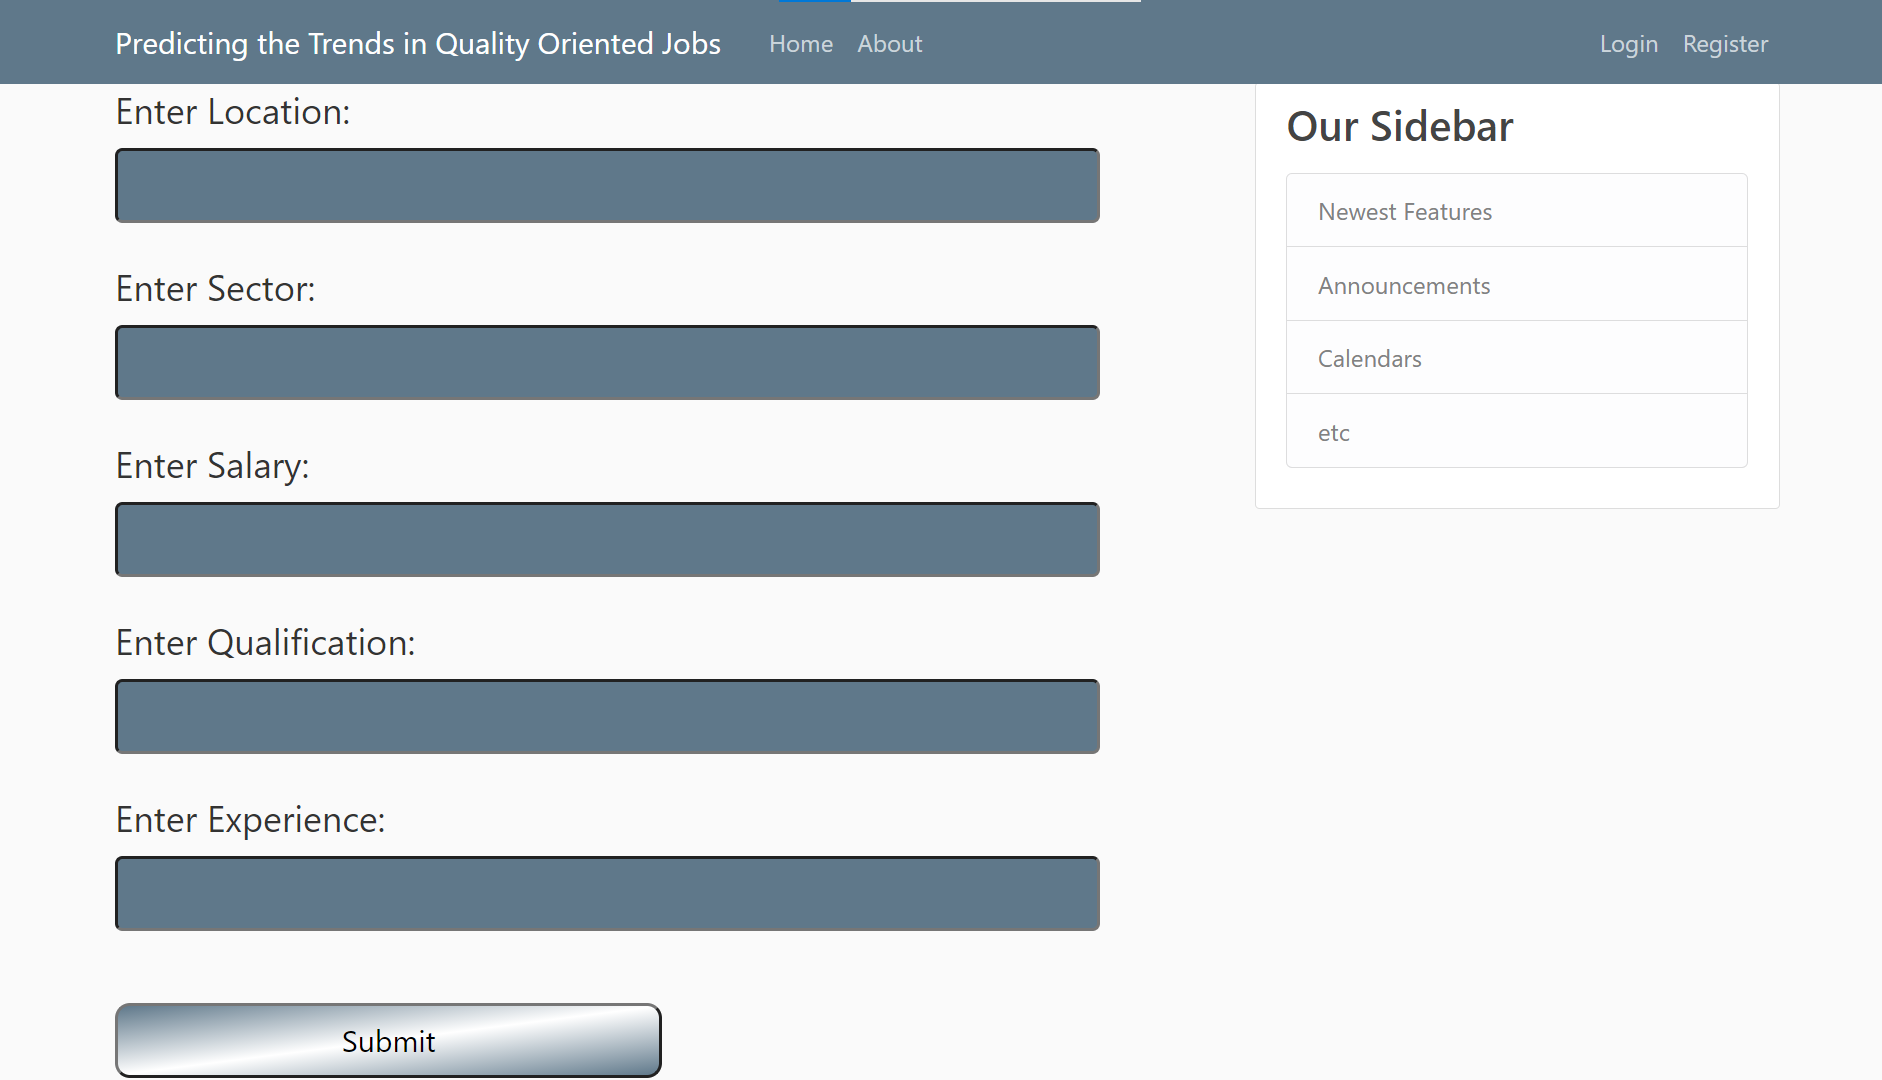 Predicting the Trends in Quality Oriented Jobs Home About Login Register
Enter Location:
Enter Sector:
Enter Salary:
Enter Qualification:
Enter Experience:
Submit
Our Sidebar
Newest Features
Announcements
Calendars
etc